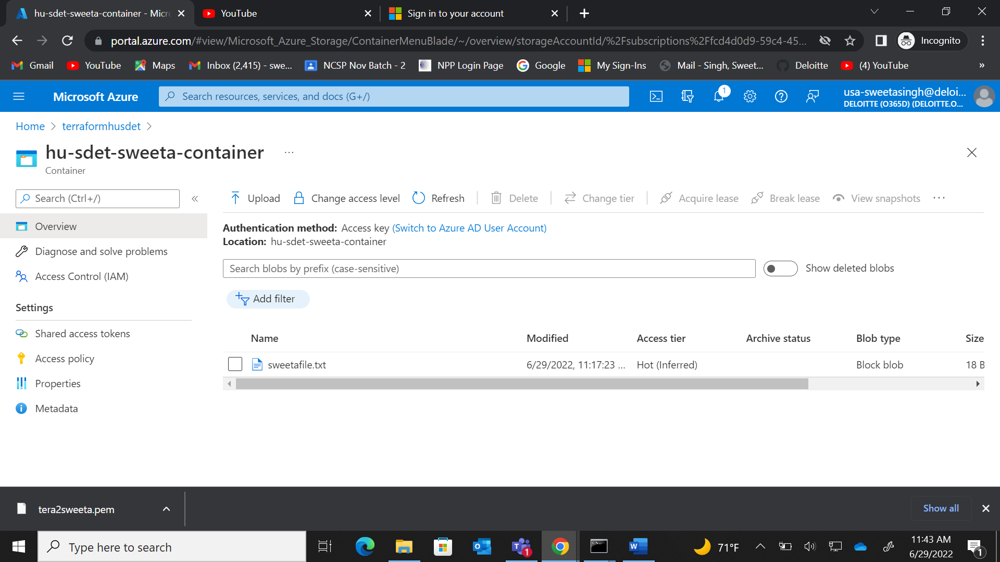 hu-sdet-sweeta-container - Micro
YouTube
Sign in to your account
portal.azure.com/#view/Microsoft_Azure_Storage/ContainerMenuBlade/~/overview/storageAccountId/%2Fsubscriptions%2Ffcd4d0d9-59c4-45...
Incognito
Gmail
YouTube
Maps
Inbox (2,415) - swe...
NCSP Nov Batch - 2
NPP Login Page
Google
My Sign-Ins
Mail - Singh, Sweet...
Deloitte
(4) YouTube
»
Microsoft Azure
Search resources, services, and docs (G+/)
1
usa-sweetasingh@deloi...
DELOITTE (O365D) (DELOITTE.O...
Home > terraformhusdet >
hu-sdet-sweeta-container ...
Container
Search (Ctrl+/)
«
Upload
Change access level
Refresh
Delete
Change tier
Acquire lease
Break lease
View snapshots
...
Overview
Diagnose and solve problems
Access Control (IAM)
Settings
Shared access tokens
Access policy
Properties
Metadata
Authentication method: Access key (Switch to Azure AD User Account)
Location: hu-sdet-sweeta-container
Search blobs by prefix (case-sensitive)
Show deleted blobs
Add filter
Name Modified Access tier Archive status Blob type Size
sweetafile.txt 6/29/2022, 11:17:23 ... Hot (Inferred) Block blob 18 B
tera2sweeta.pem
Show all
Type here to search
1
71°F
11:43 AM
6/29/2022
1